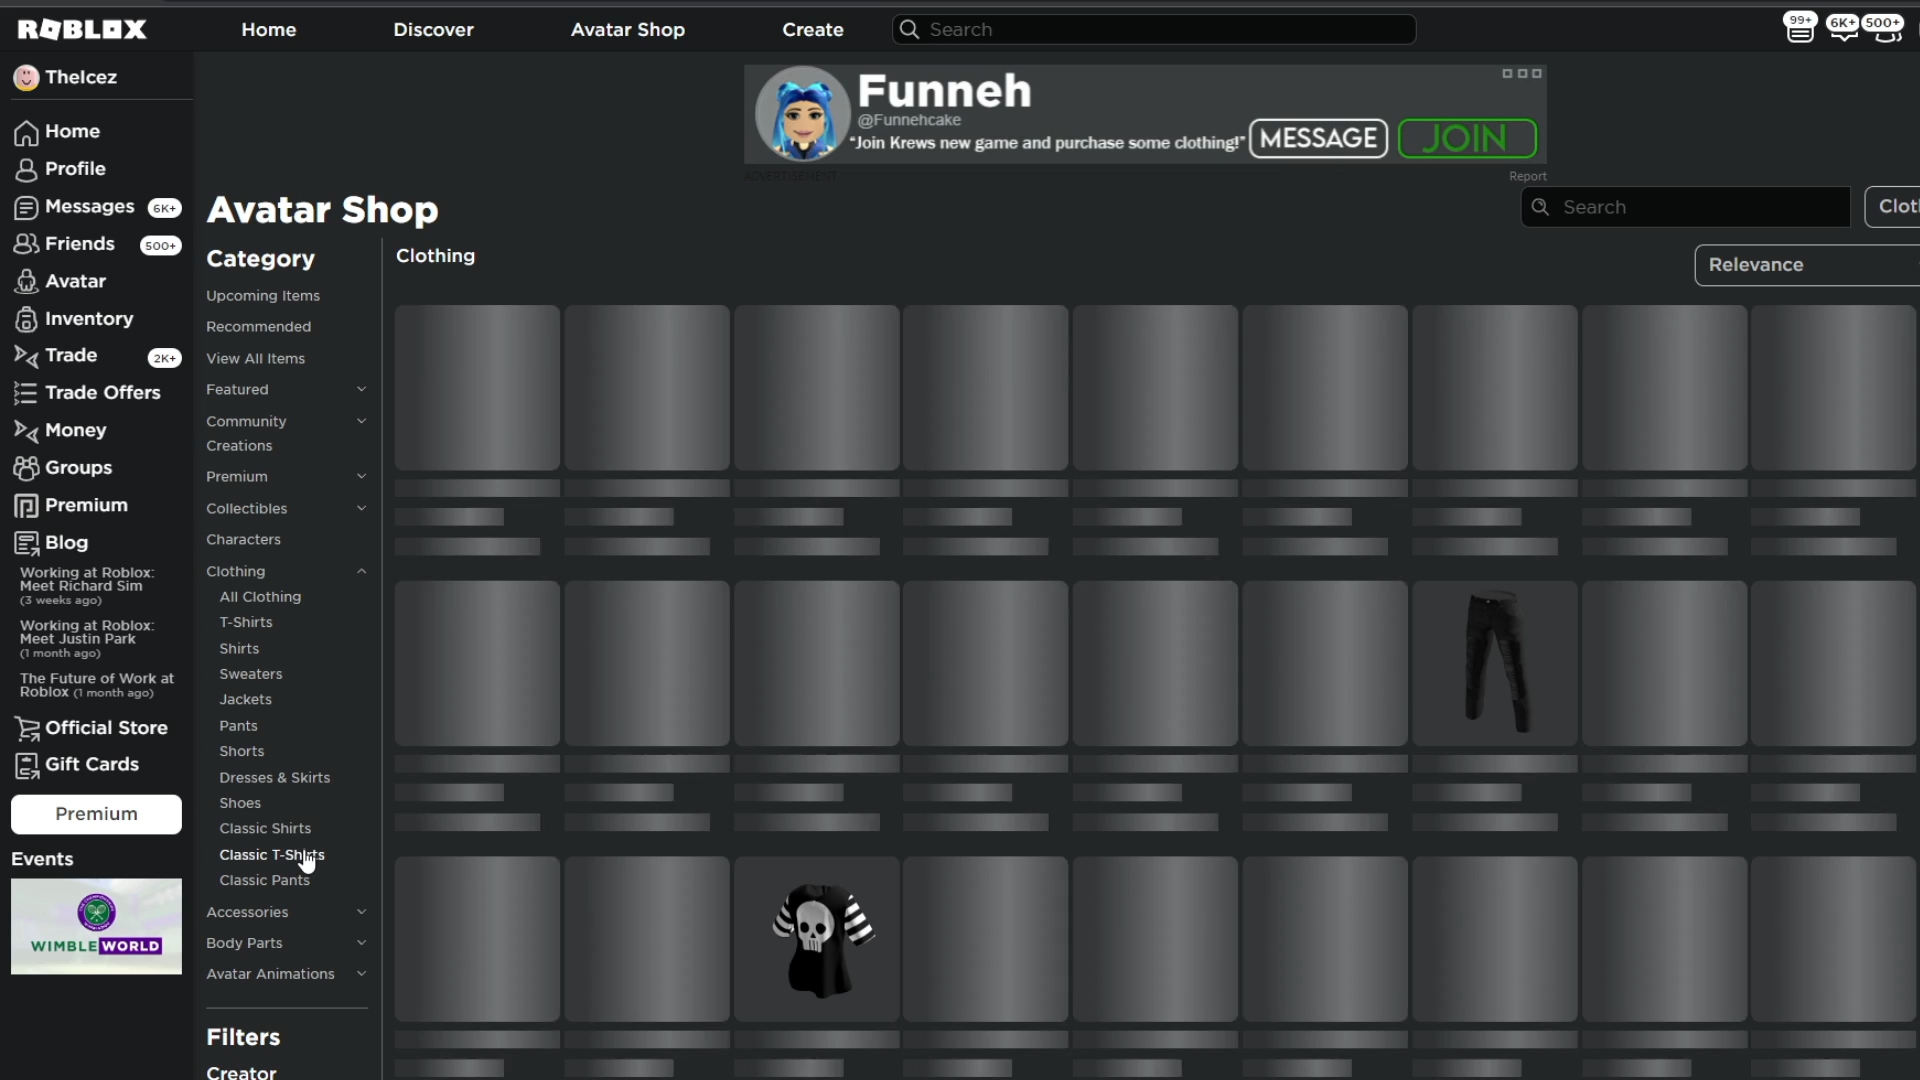 ROBLOX
Home
Discover
Avatar Shop
Create
Search
99+
6K+
500+
TheIcez
Home
Profile
Messages 6K+
Friends 500+
Avatar
Inventory
Trade 2K+
Trade Offers
Money
Groups
Premium
Blog
Working at Roblox:
Meet Richard Sim
(3 weeks ago)
Working at Roblox:
Meet Justin Park
(1 month ago)
The Future of Work at
Roblox (1 month ago)
Official Store
Gift Cards
Premium
Events
WIMBLEWORLD
Funneh
@Funnehcake
"Join Krews new game and purchase some clothing!"
MESSAGE
JOIN
ADVERTISEMENT
Report
Avatar Shop
Search
Clot
Category
Upcoming Items
Recommended
View All Items
Featured
Community
Creations
Premium
Collectibles
Characters
Clothing
All Clothing
T-Shirts
Shirts
Sweaters
Jackets
Pants
Shorts
Dresses & Skirts
Shoes
Classic Shirts
Classic T-Shirts
Classic Pants
Accessories
Body Parts
Avatar Animations
Filters
Creator
Clothing
Relevance